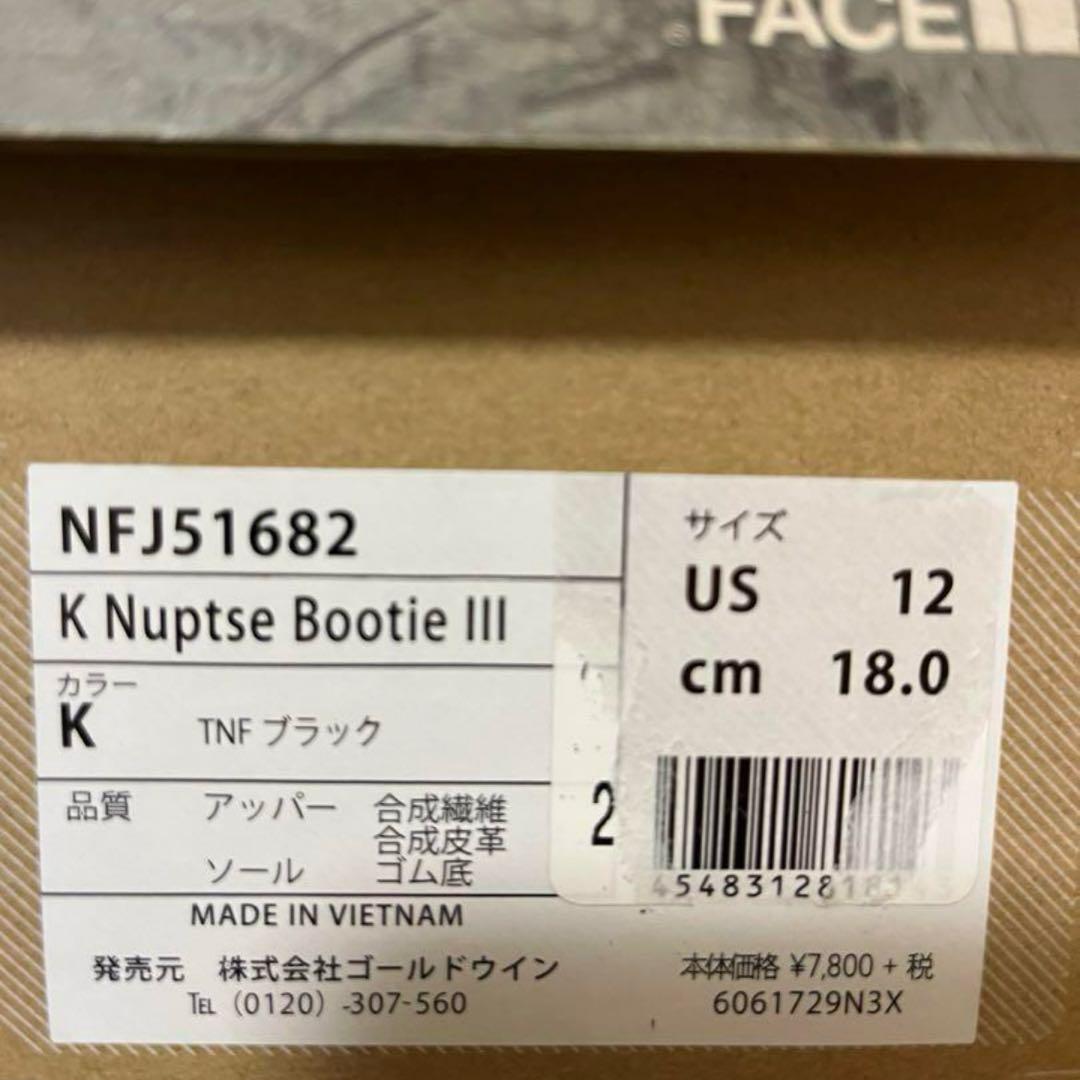 FACE
NFJ51682
K Nuptse Bootie III
カラー
K TNF ブラック
品質 アッパー 合成繊維
合成皮革
ソール ゴム底
MADE IN VIETNAM
発売元 株式会社ゴールドウイン
TEL (0120) -307-560
サイズ
US 12
cm 18.0
2
本体価格 ¥7,800 + 税
6061729N3X